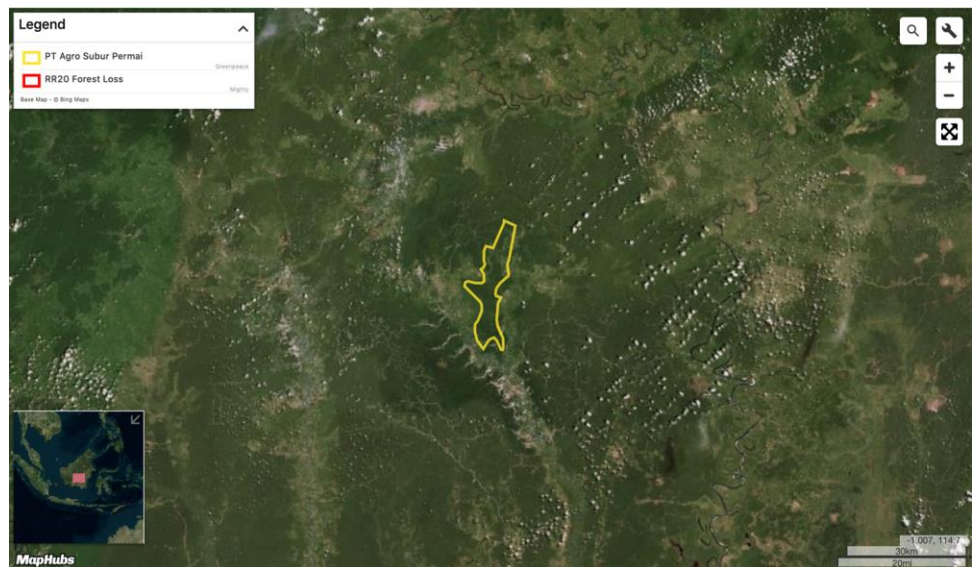 Legend
PT Agro Subur Permai
Greenpeace
RR20 Forest Loss
Mighty
Base Map - © Bing Maps
+
−
MapHubs
-1.007, 114.7
30km
20mi